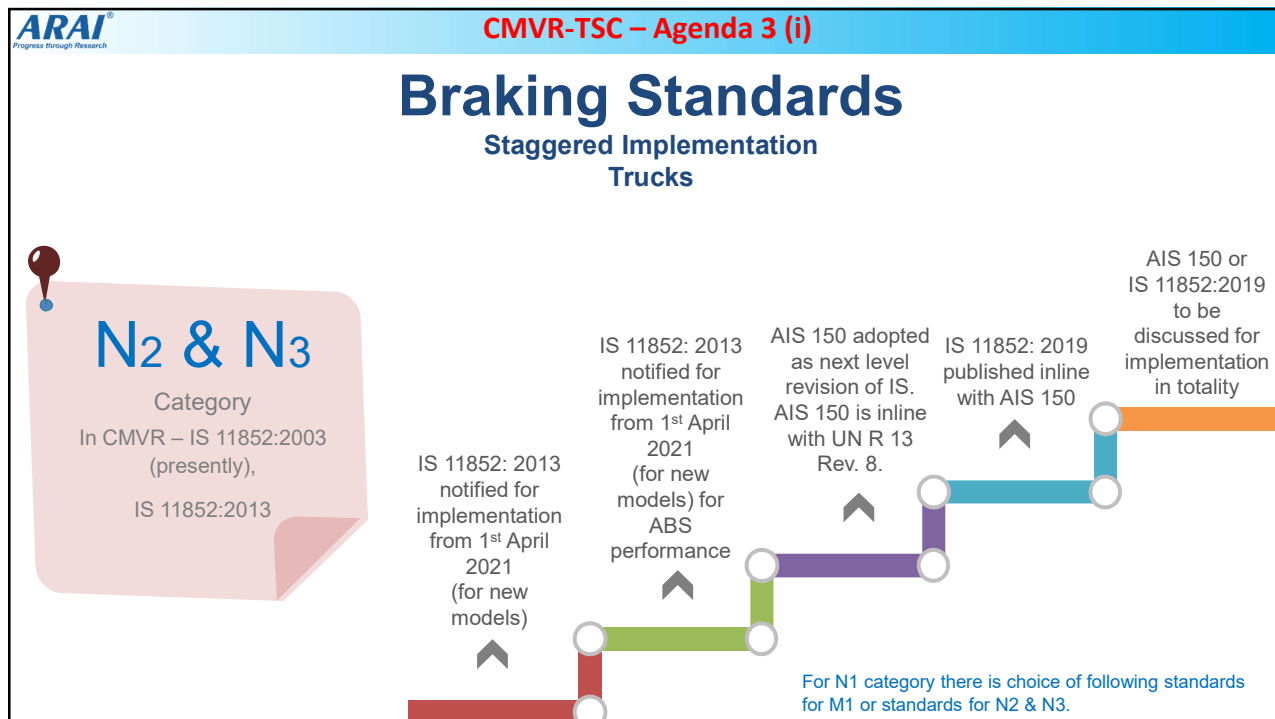 ARAI®
Progress through Research
CMVR-TSC – Agenda 3 (i)
Braking Standards
Staggered Implementation
Trucks
N2 & N3
Category
In CMVR – IS 11852:2003
(presently),
IS 11852:2013
IS 11852: 2013
notified for
implementation
from 1st April
2021
(for new
models)
IS 11852: 2013
notified for
implementation
from 1st April
2021
(for new
models) for
ABS
performance
AIS 150 adopted
as next level
revision of IS.
AIS 150 is inline
with UN R 13
Rev. 8.
IS 11852: 2019
published inline
with AIS 150
AIS 150 or
IS 11852:2019
to be
discussed for
implementation
in totality
For N1 category there is choice of following standards
for M1 or standards for N2 & N3.